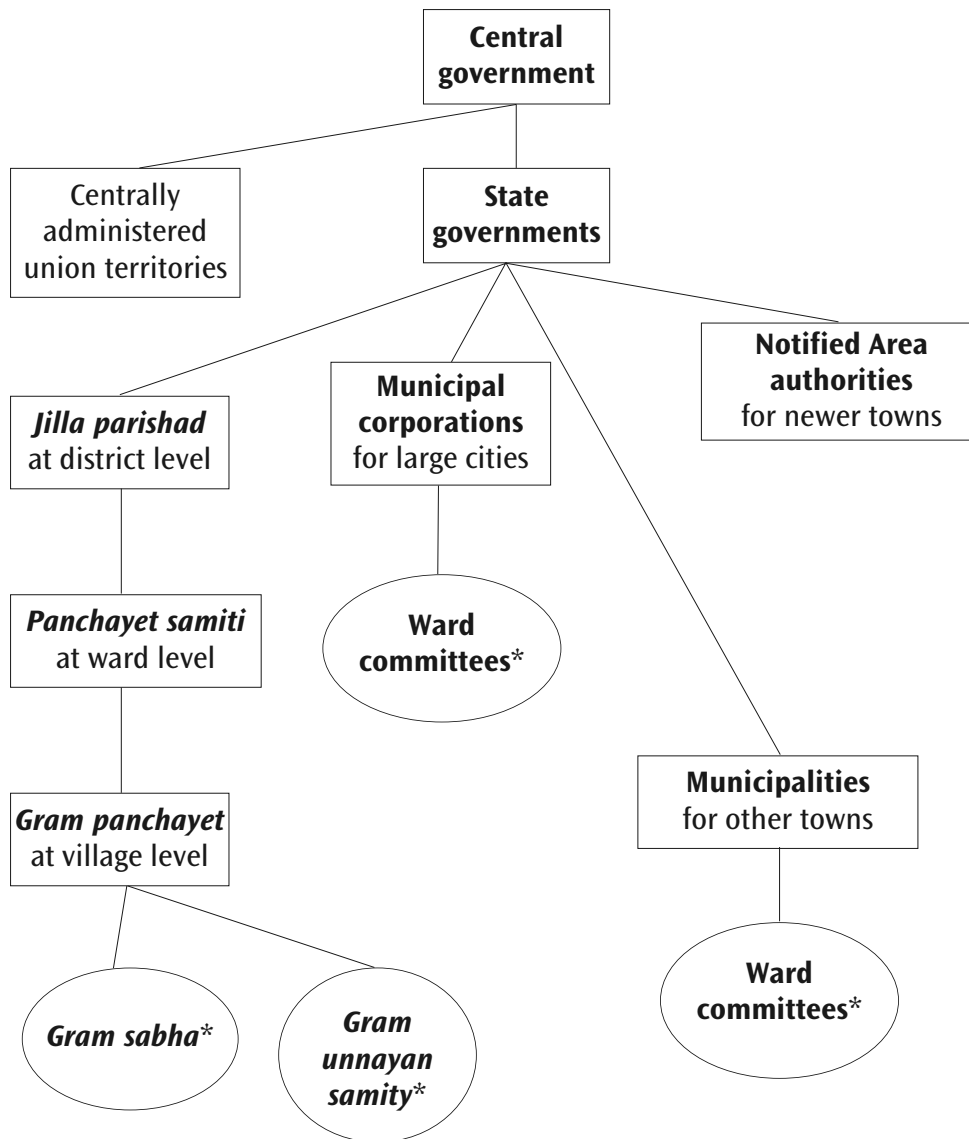 Central
government
Centrally
administered
union territories
State
governments
Notified Area
authorities
for newer towns
Municipal
corporations
for large cities
Jilla parishad
at district level
Panchayet samiti
at ward level
Ward
committees*
Municipalities
for other towns
Gram panchayet
at village level
Ward
committees*
Gram sabha*
Gram
unnayan
samity*